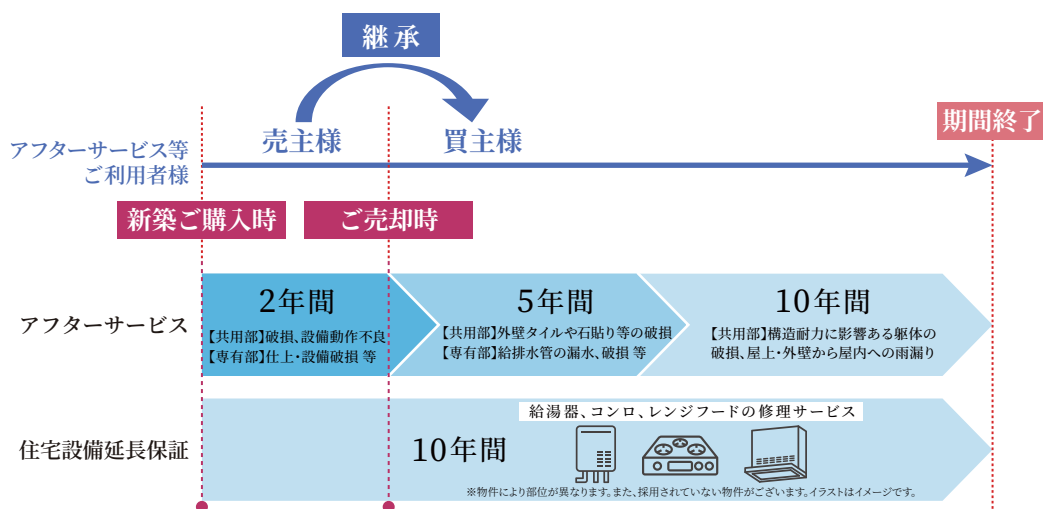 継承
売主様
買主様
期間終了
アフターサービス等
ご利用者様
新築ご購入時
ご売却時
アフターサービス
2年間
【共用部】破損、設備動作不良
【専有部】仕上・設備破損 等
5年間
【共用部】外壁タイルや石貼り等の破損
【専有部】給排水管の漏水、破損 等
10年間
【共用部】構造耐力に影響ある躯体の
破損、屋上・外壁から屋内への雨漏り
住宅設備延長保証
10年間
給湯器、コンロ、レンジフードの修理サービス
※物件により部位が異なります。また、採用されていない物件がございます。イラストはイメージです。